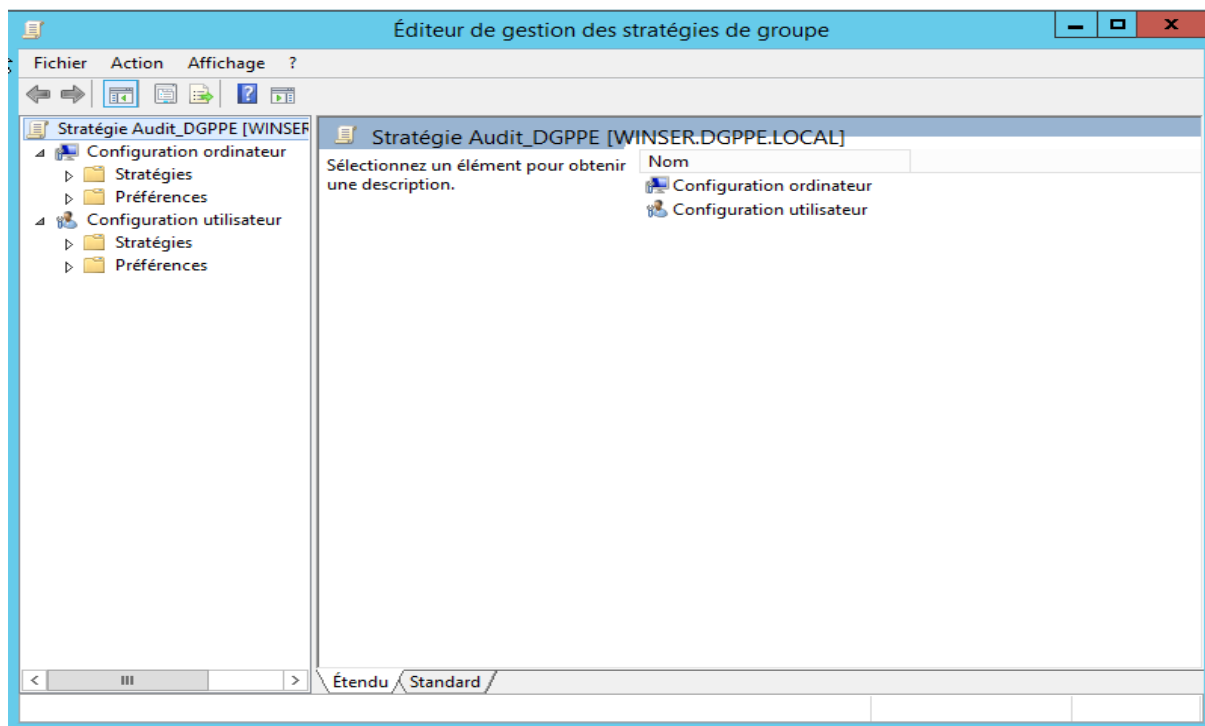 Éditeur de gestion des stratégies de groupe
Fichier Action Affichage ?
Stratégie Audit_DGPPE [WINSER
Configuration ordinateur
Stratégies
Préférences
Configuration utilisateur
Stratégies
Préférences
Stratégie Audit_DGPPE [WINSER.DGPPE.LOCAL]
Sélectionnez un élément pour obtenir
une description.
Nom
Configuration ordinateur
Configuration utilisateur
Étendu Standard